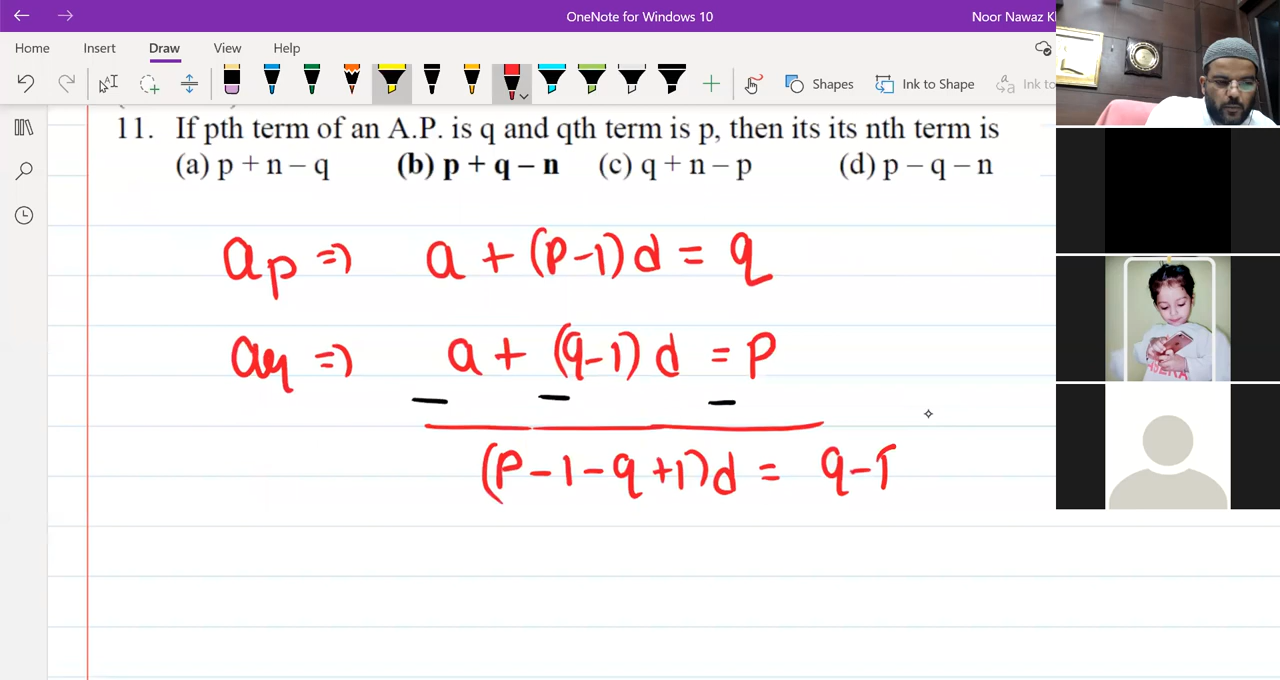 OneNote for Windows 10
Noor Nawaz K
Home Insert Draw View Help
Shapes Ink to Shape Ink to
11. If pth term of an A.P. is q and qth term is p, then its its nth term is
(a) p + n – q (b) p + q – n (c) q + n – p (d) p – q – n
ap => a + (p-1)d = q
aq => a + (q-1)d = p
(p-1-q+1)d = q-